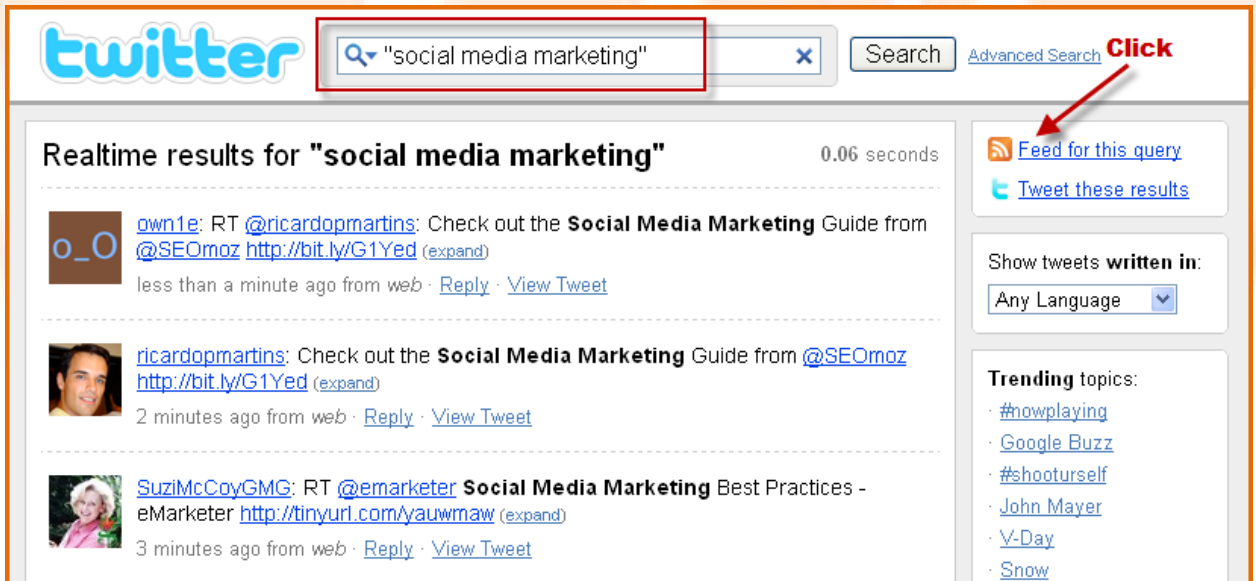 twitter
"social media marketing"
Search
Advanced Search
Click
Realtime results for "social media marketing"
0.06 seconds
o_O
own1e: RT @ricardopmartins: Check out the Social Media Marketing Guide from
@SEOmoz http://bit.ly/G1Yed (expand)
less than a minute ago from web · Reply · View Tweet
ricardopmartins: Check out the Social Media Marketing Guide from @SEOmoz
http://bit.ly/G1Yed (expand)
2 minutes ago from web · Reply · View Tweet
SuziMcCoyGMG: RT @emarketer Social Media Marketing Best Practices -
eMarketer http://tinyurl.com/yauwmaw (expand)
3 minutes ago from web · Reply · View Tweet
Feed for this query
Tweet these results
Show tweets written in:
Any Language
Trending topics:
· #nowplaying
· Google Buzz
· #shooturself
· John Mayer
· V-Day
· Snow